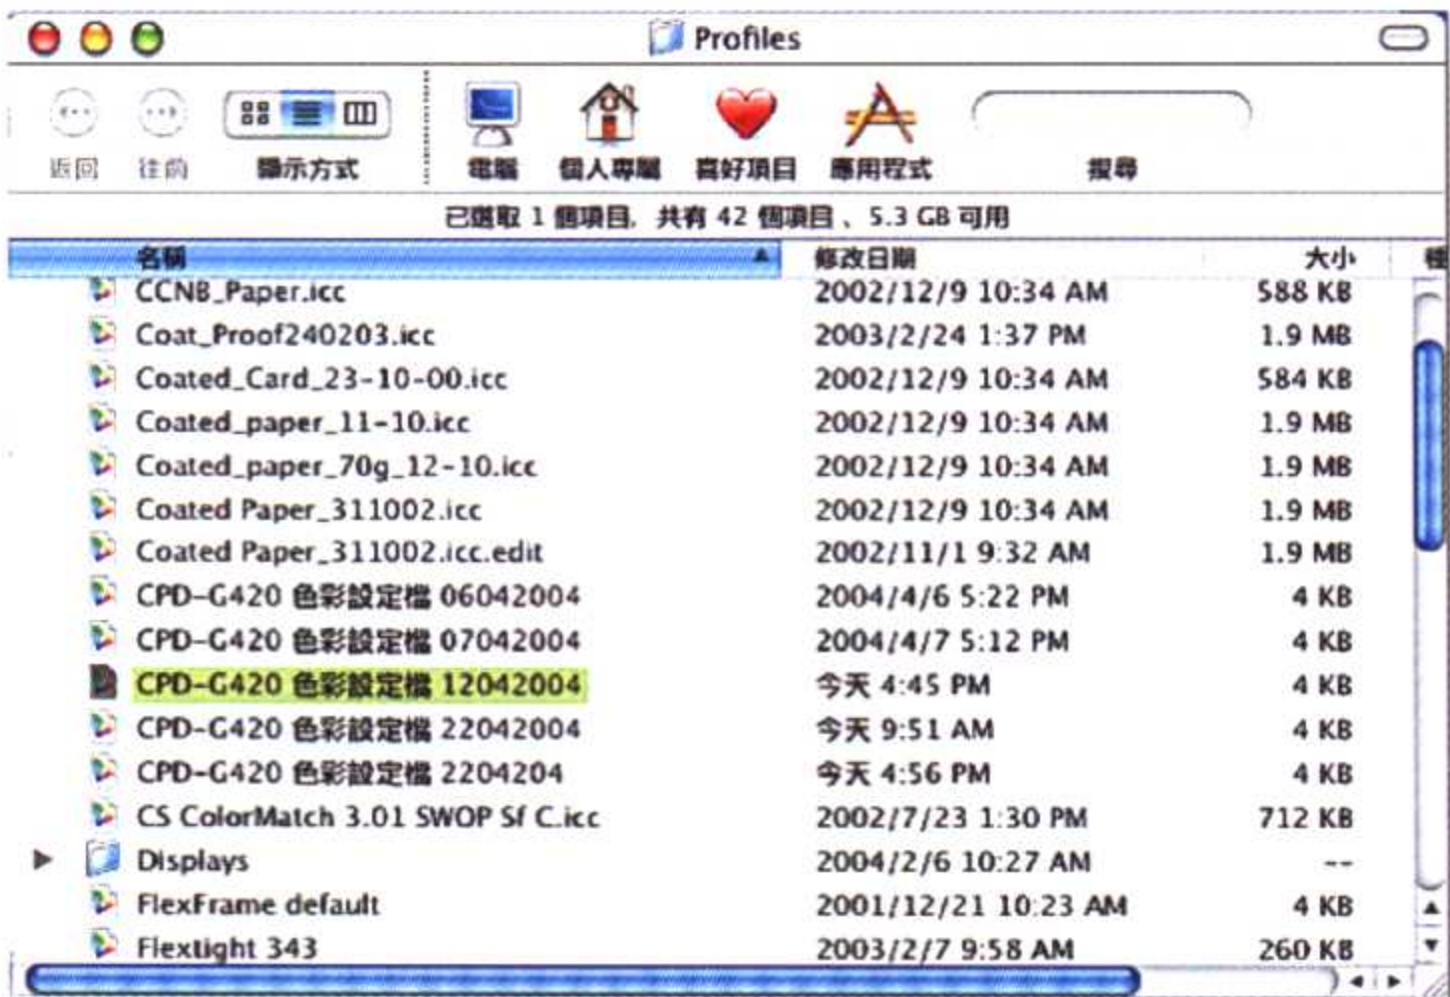 Profiles
返回 往前 顯示方式 電腦 個人專屬 喜好項目 應用程式 搜尋
已選取 1 個項目, 共有 42 個項目、5.3 GB 可用
名稱 修改日期 大小 種
CCNB_Paper.icc 2002/12/9 10:34 AM 588 KB
Coat_Proof240203.icc 2003/2/24 1:37 PM 1.9 MB
Coated_Card_23-10-00.icc 2002/12/9 10:34 AM 584 KB
Coated_paper_11-10.icc 2002/12/9 10:34 AM 1.9 MB
Coated_paper_70g_12-10.icc 2002/12/9 10:34 AM 1.9 MB
Coated Paper_311002.icc 2002/12/9 10:34 AM 1.9 MB
Coated Paper_311002.icc.edit 2002/11/1 9:32 AM 1.9 MB
CPD-G420 色彩設定檔 06042004 2004/4/6 5:22 PM 4 KB
CPD-G420 色彩設定檔 07042004 2004/4/7 5:12 PM 4 KB
CPD-G420 色彩設定檔 12042004 今天 4:45 PM 4 KB
CPD-G420 色彩設定檔 22042004 今天 9:51 AM 4 KB
CPD-G420 色彩設定檔 2204204 今天 4:56 PM 4 KB
CS ColorMatch 3.01 SWOP Sf C.icc 2002/7/23 1:30 PM 712 KB
Displays 2004/2/6 10:27 AM --
FlexFrame default 2001/12/21 10:23 AM 4 KB
Flextight 343 2003/2/7 9:58 AM 260 KB